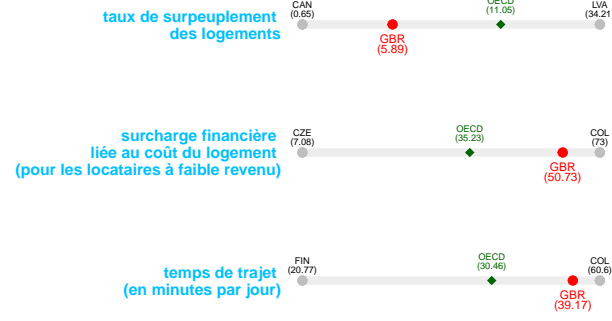 CAN
(0.65)
OECD
(11.05)
LVA
(34.21)
taux de surpeuplement
des logements
GBR
(5.89)
CZE
(7.08)
OECD
(35.23)
COL
(73)
surcharge financière
liée au coût du logement
(pour les locataires à faible revenu)
GBR
(50.73)
FIN
(20.77)
OECD
(30.46)
COL
(60.6)
temps de trajet
(en minutes par jour)
GBR
(39.17)